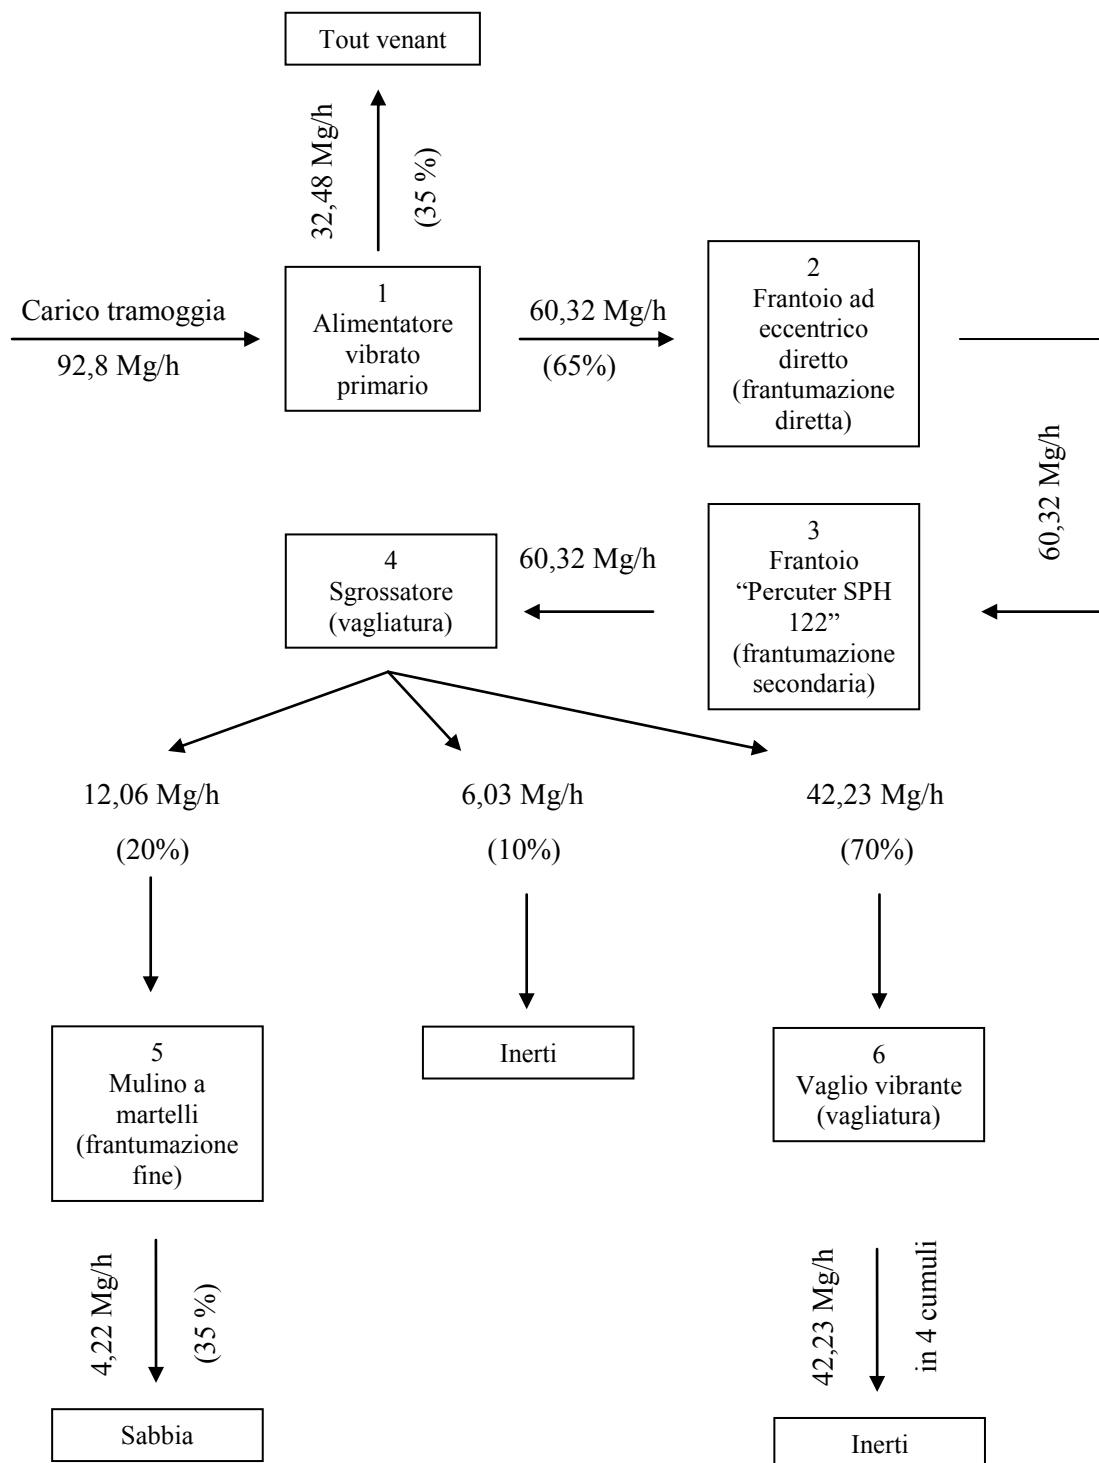 Tout venant
32,48 Mg/h
(35 %)
Carico tramoggia
92,8 Mg/h
1
Alimentatore
vibrato
primario
60,32 Mg/h
(65%)
2
Frantoio ad
eccentrico
diretto
(frantumazione
diretta)
60,32 Mg/h
3
Frantoio
“Percuter SPH
122”
(frantumazione
secondaria)
60,32 Mg/h
4
Sgrossatore
(vagliatura)
12,06 Mg/h
(20%)
6,03 Mg/h
(10%)
42,23 Mg/h
(70%)
5
Mulino a
martelli
(frantumazione
fine)
Inerti
6
Vaglio vibrante
(vagliatura)
4,22 Mg/h
(35 %)
42,23 Mg/h
in 4 cumuli
Sabbia
Inerti